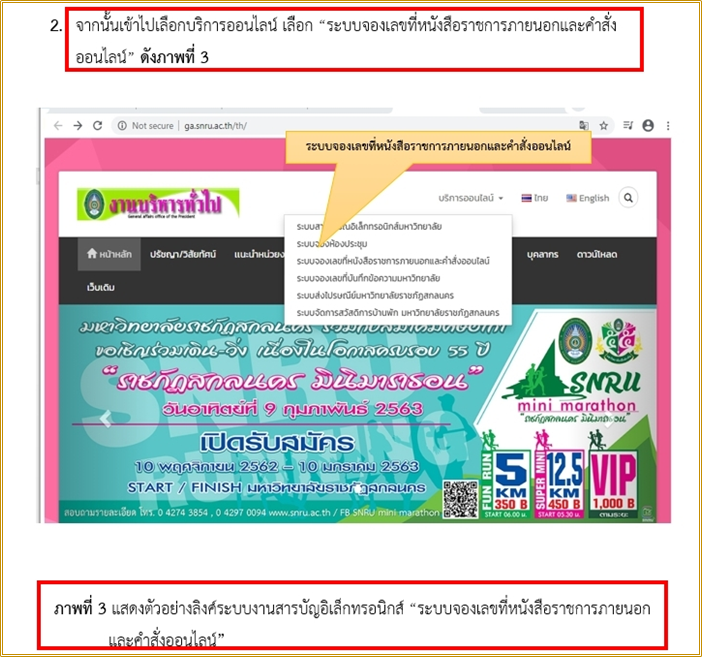 2. จากนั้นเข้าไปเลือกบริการออนไลน์ เลือก “ระบบจองเลขที่หนังสือราชการภายนอกและคำสั่ง
ออนไลน์” ดังภาพที่ 3
Not secure | ga.snru.ac.th/th/
ระบบจองเลขที่หนังสือราชการภายนอกและคำสั่งออนไลน์
งานบริหารทั่วไป
General affairs office of the President
บริการออนไลน์
ไทย
English
ระบบสารบัญอิเล็กทรอนิกส์มหาวิทยาลัย
ระบบจองห้องประชุม
ระบบจองเลขที่หนังสือราชการภายนอกและคำสั่งออนไลน์
ระบบจองเลขที่บันทึกข้อความมหาวิทยาลัย
ระบบส่งไปรษณีย์มหาวิทยาลัยราชภัฏสกลนคร
ระบบจัดการสวัสดิการบ้านพัก มหาวิทยาลัยราชภัฏสกลนคร
หน้าหลัก
ปรัชญา/วิสัยทัศน์
แนะนำหน่วยง
บุคลากร
ดาวน์โหลด
เว็บเดิม
มหาวิทยาลัยราชภัฏสกลนคร
ขอเชิญร่วมเดิน-วิ่ง เนื่องในโอกาสครบรอบ 55 ปี
“ราชภัฏสกลนคร มินิมาราธอน”
วันอาทิตย์ที่ 9 กุมภาพันธ์ 2563
เปิดรับสมัคร
10 พฤศจิกายน 2562 – 10 มกราคม 2563
START / FINISH มหาวิทยาลัยราชภัฏสกลนคร
สอบถามรายละเอียด โทร. 0 4274 3854 , 0 4297 0094 www.snru.ac.th / FB SNRU mini marathon
SNRU
mini marathon
“ราชภัฏสกลนคร มินิมาราธอน”
FUN RUN
5
KM
350 B
START 06.00 น.
SUPER MINI
12.5
KM
450 B
START 05.30 น.
VIP
1,000 B
ตามระยะ
ภาพที่ 3 แสดงตัวอย่างลิงค์ระบบงานสารบัญอิเล็กทรอนิกส์ “ระบบจองเลขที่หนังสือราชการภายนอก
และคำสั่งออนไลน์”